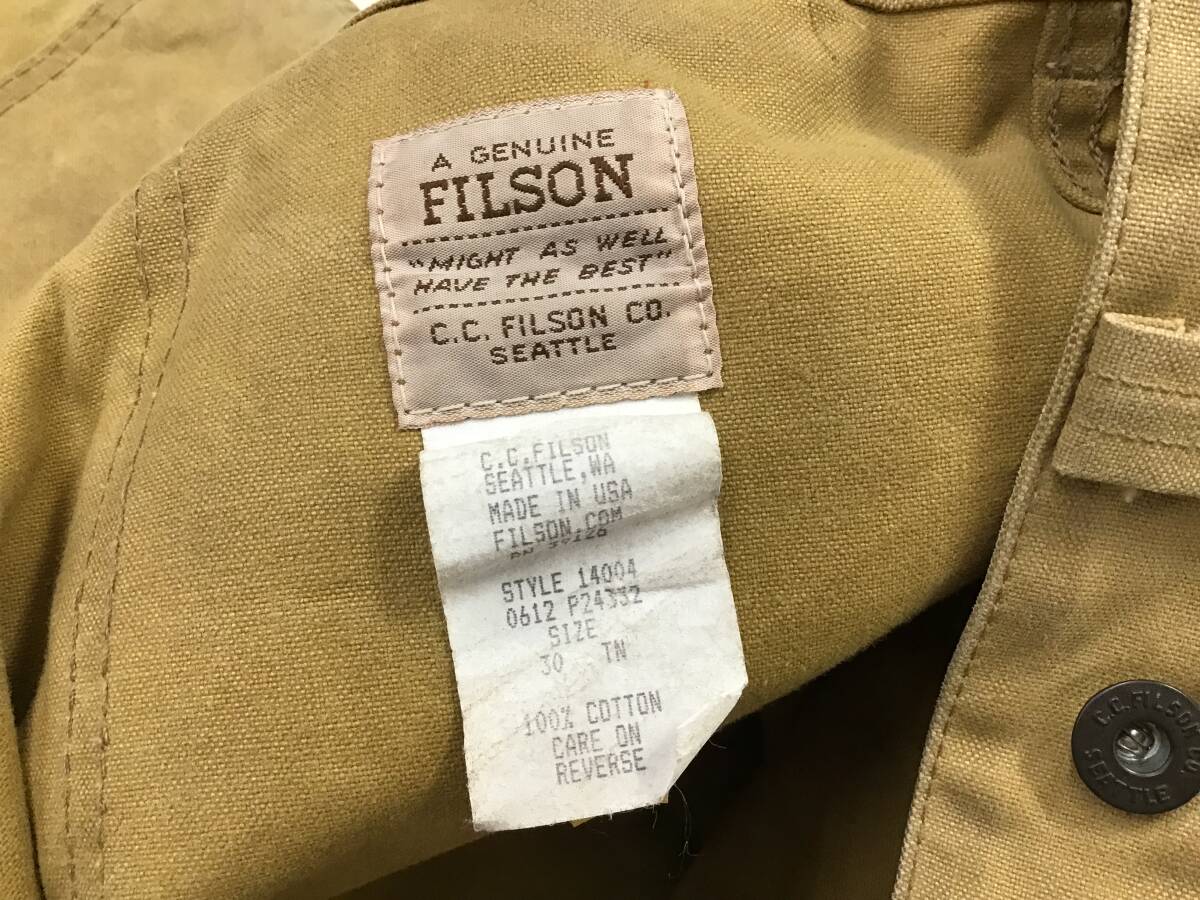 A GENUINE
FILSON
"MIGHT AS WELL
HAVE THE BEST"
C.C. FILSON CO.
SEATTLE
C.C.FILSON
SEATTLE,WA
MADE IN USA
FILSON.COM
STYLE 14004
0612 P24332
SIZE
30 TN
100% COTTON
CARE ON
REVERSE
C.C. FILSON CO.
SEATTLE